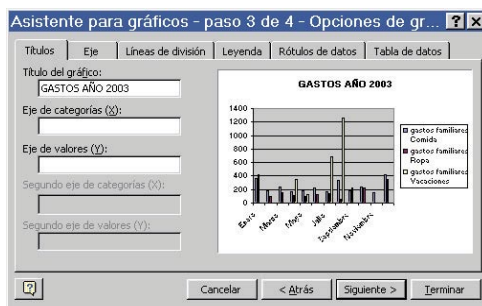 Asistente para gráficos - paso 3 de 4 - Opciones de gr...
Títulos
Eje
Líneas de división
Leyenda
Rótulos de datos
Tabla de datos
Título del gráfico:
GASTOS AÑO 2003
Eje de categorías (X):
Eje de valores (Y):
Segundo eje de categorías (X):
Segundo eje de valores (Y):
GASTOS AÑO 2003
1400
1200
1000
800
600
400
200
0
Enero
Marzo
Mayo
Julio
Septiembre
Noviembre
gastos familiares
Comida
gastos familiares
Ropa
gastos familiares
Vacaciones
Cancelar
< Atrás
Siguiente >
Terminar